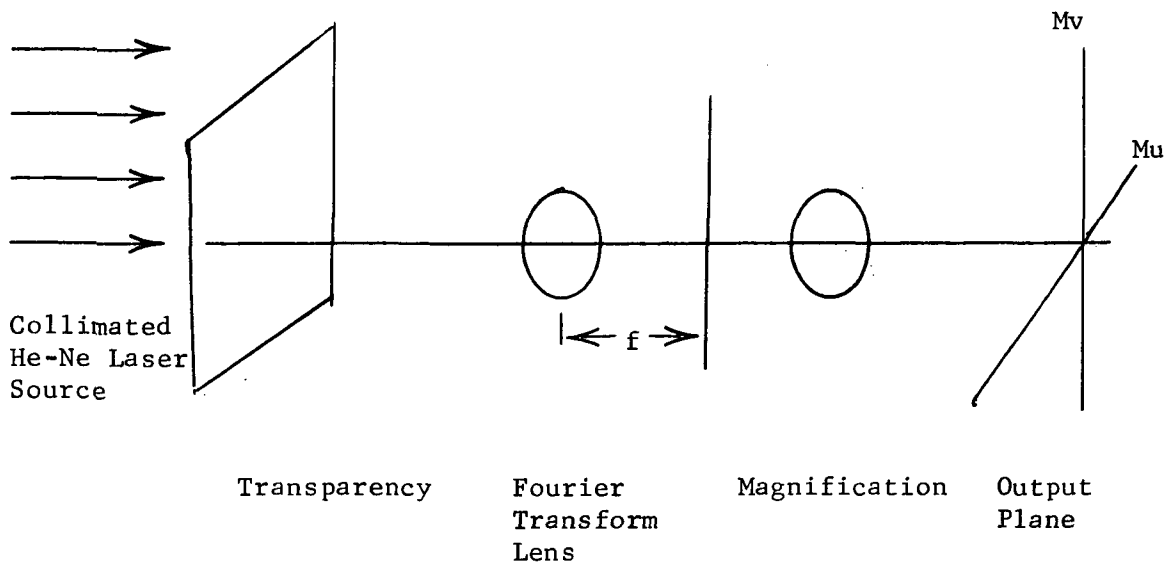 Mv
Mu
f
Collimated
He-Ne Laser
Source
Transparency
Fourier
Transform
Lens
Magnification
Output
Plane